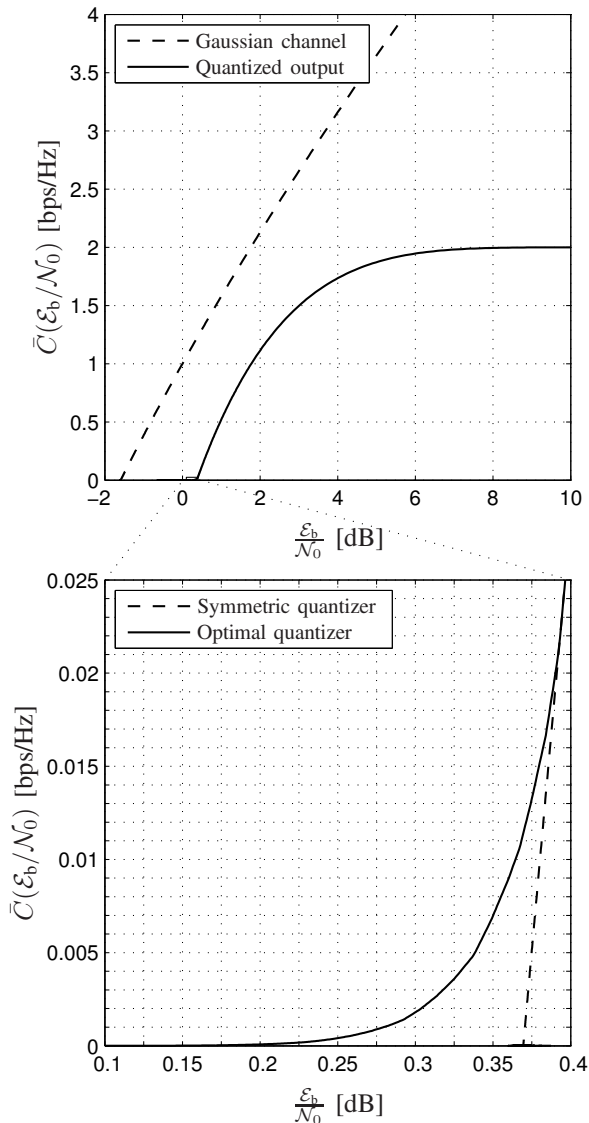 4
Gaussian channel
Quantized output
3.5
3
2.5
2
1.5
1
0.5
0
C̄(ℰb/𝒩0) [bps/Hz]
−2 0 2 4 6 8 10
ℰb/𝒩0 [dB]
0.025
Symmetric quantizer
Optimal quantizer
0.02
0.015
0.01
0.005
0
C̄(ℰb/𝒩0) [bps/Hz]
0.1 0.15 0.2 0.25 0.3 0.35 0.4
ℰb/𝒩0 [dB]